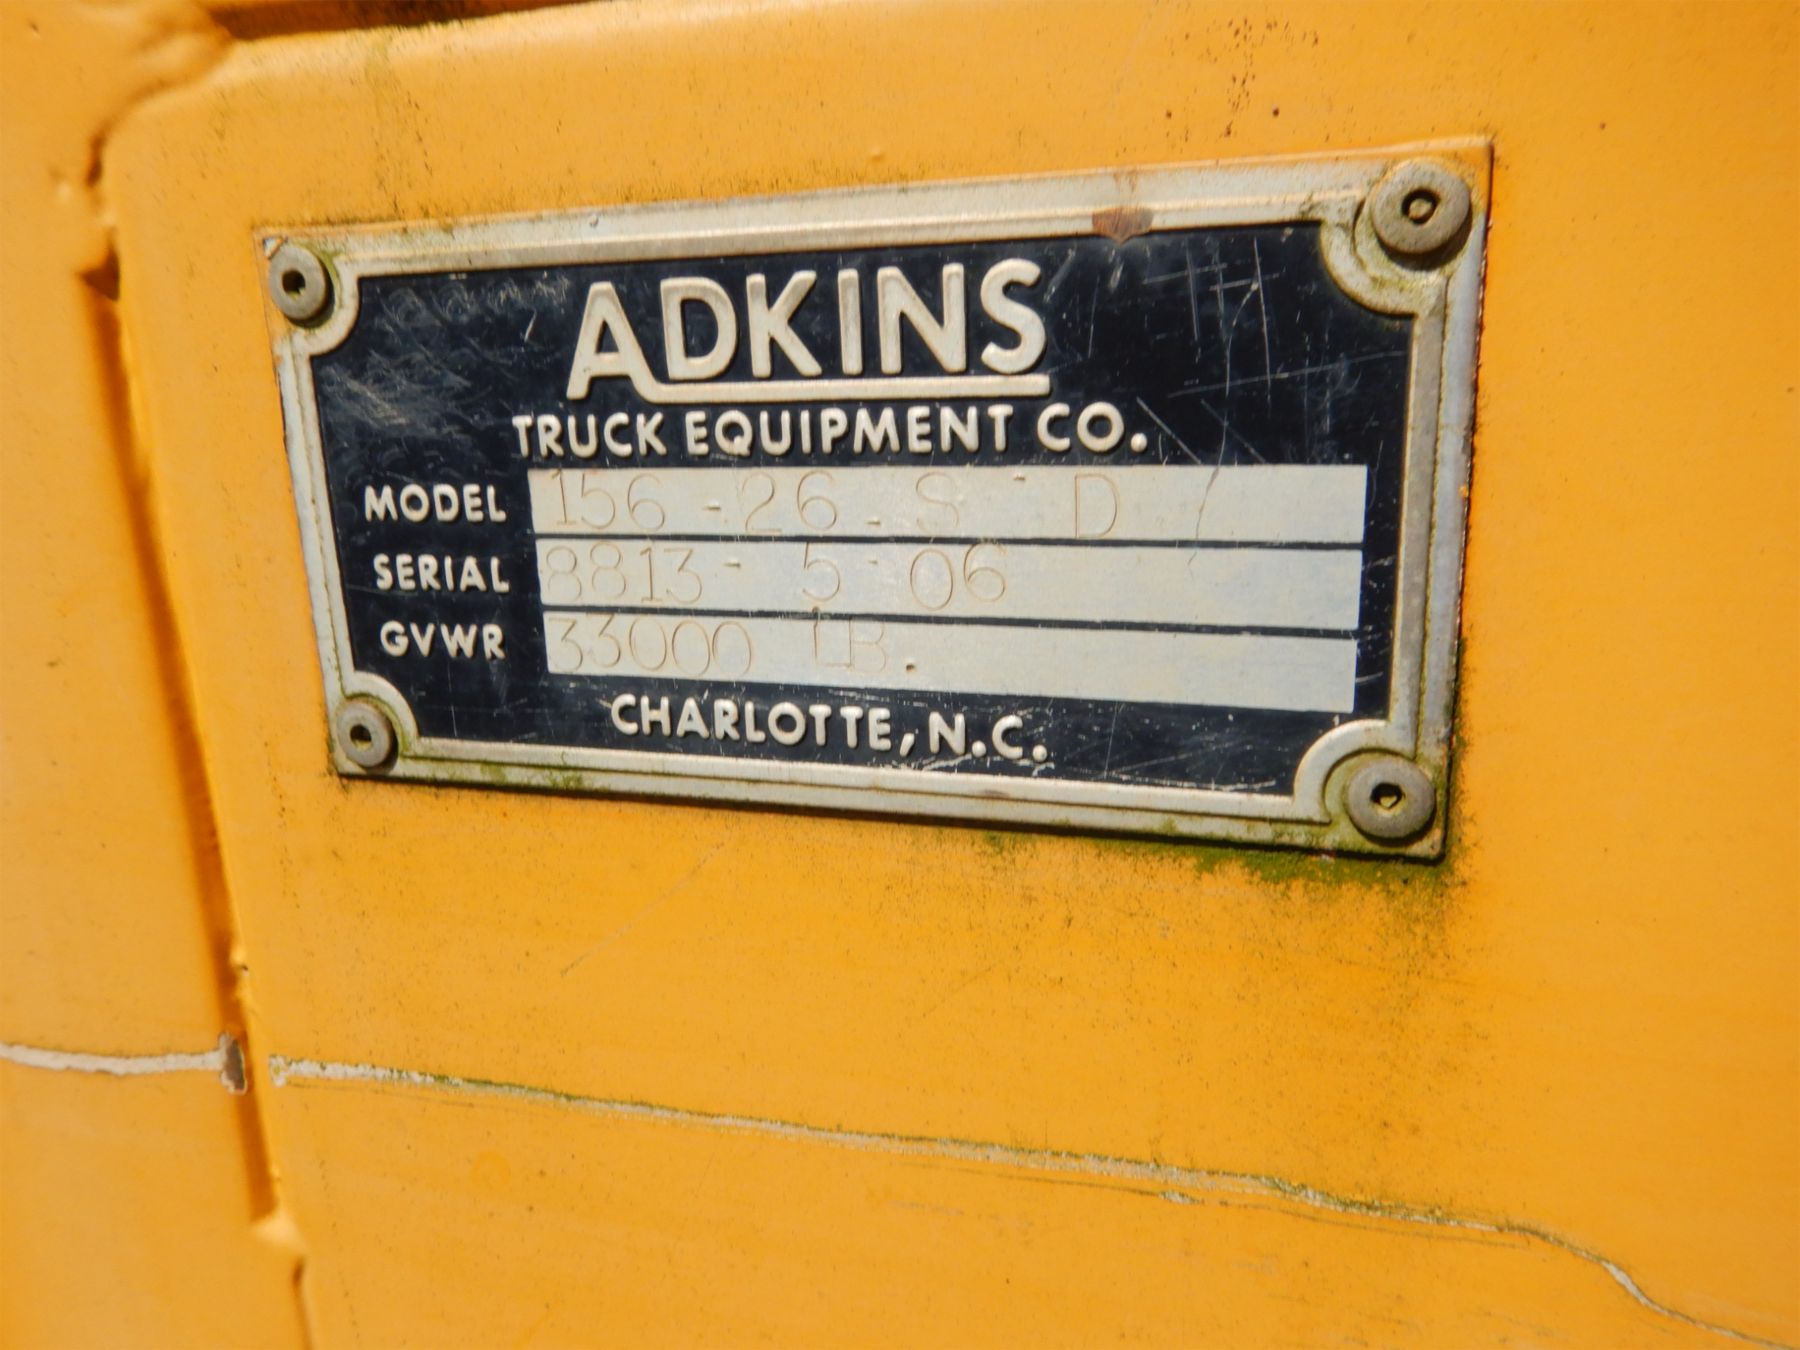 ADKINS
TRUCK EQUIPMENT CO.
MODEL 156-26-S D
SERIAL 8813-5-06
GVWR 33000 LB.
CHARLOTTE, N.C.